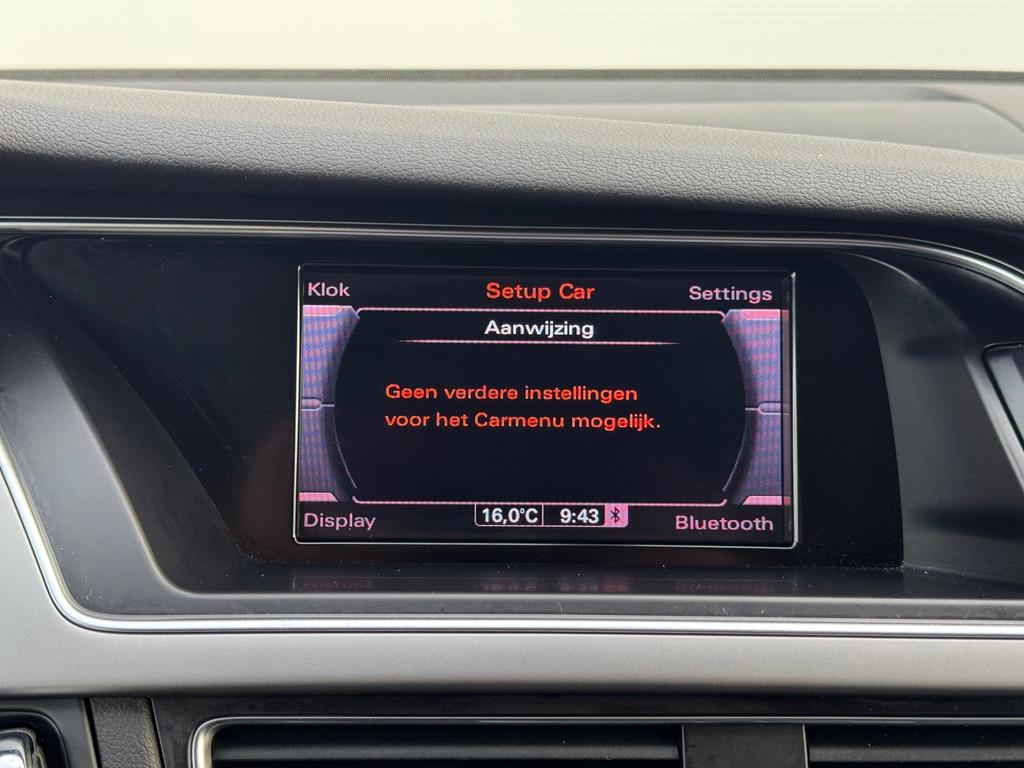 Klok
Setup Car
Settings
Aanwijzing
Geen verdere instellingen
voor het Carmenu mogelijk.
Display
16,0°C
9:43
Bluetooth